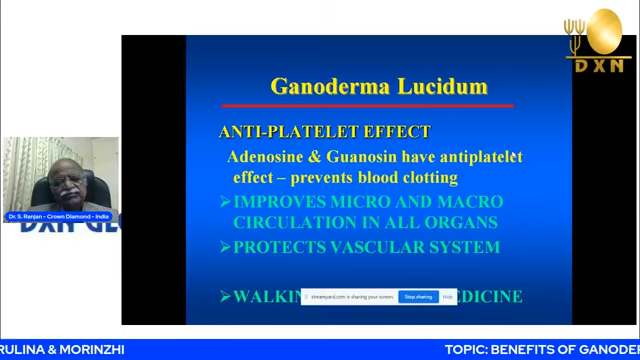 DXN
Ganoderma Lucidum
ANTI-PLATELET EFFECT
Adenosine & Guanosin have antiplatelet
effect – prevents blood clotting
IMPROVES MICRO AND MACRO
CIRCULATION IN ALL ORGANS
PROTECTS VASCULAR SYSTEM
streamyard.com is sharing your screen.
Stop sharing
Hide
Dr. S. Ranjan - Crown Diamond - India
DXN
RULINA & MORINZHI
TOPIC: BENEFITS OF GANODER